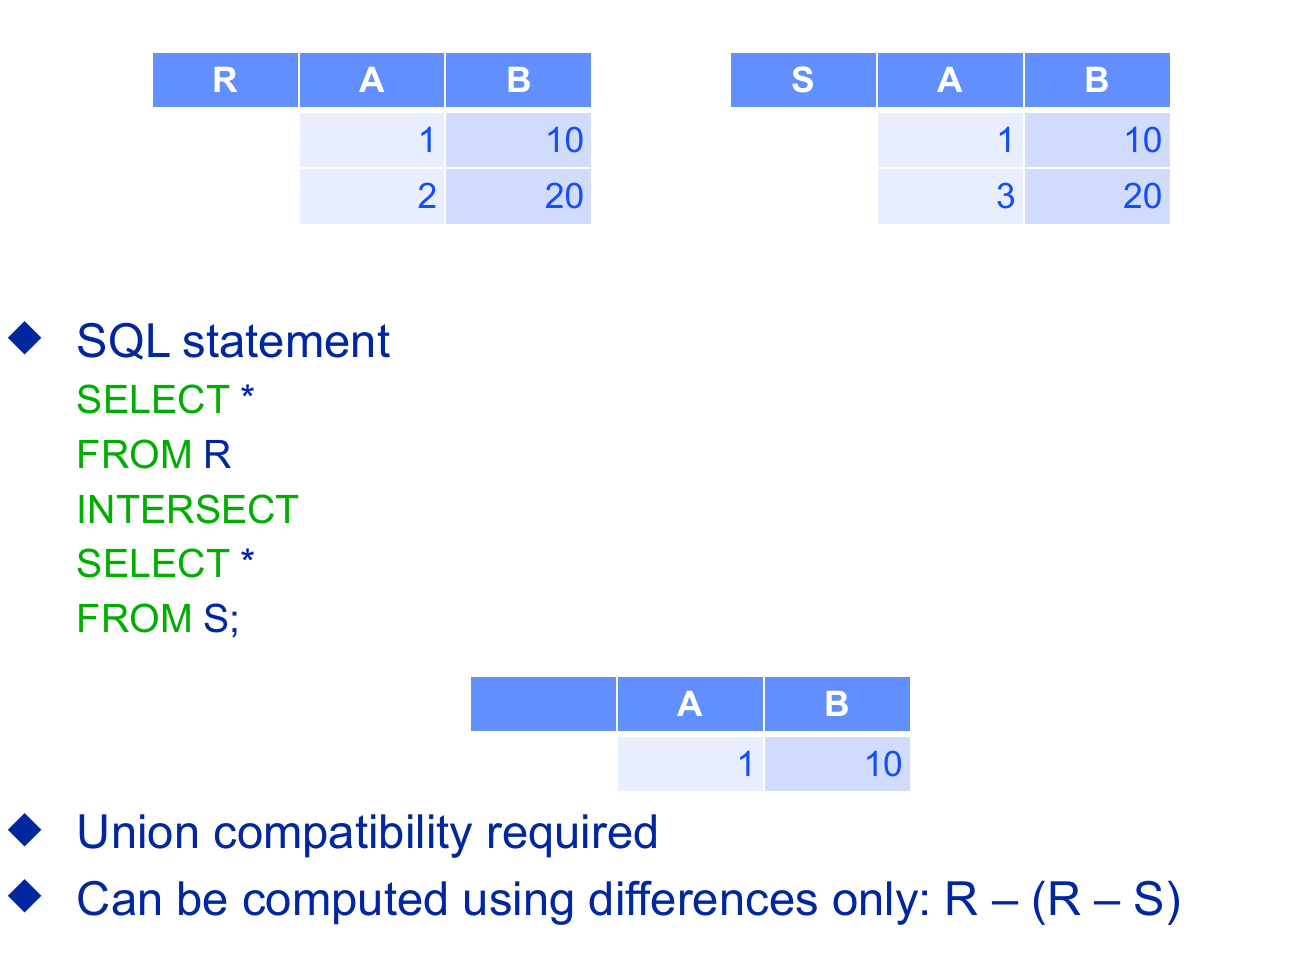 R A B S A B
1 10 1 10
2 20 3 20
◆ SQL statement
SELECT *
FROM R
INTERSECT
SELECT *
FROM S;
A B
1 10
◆ Union compatibility required
◆ Can be computed using differences only: R – (R – S)